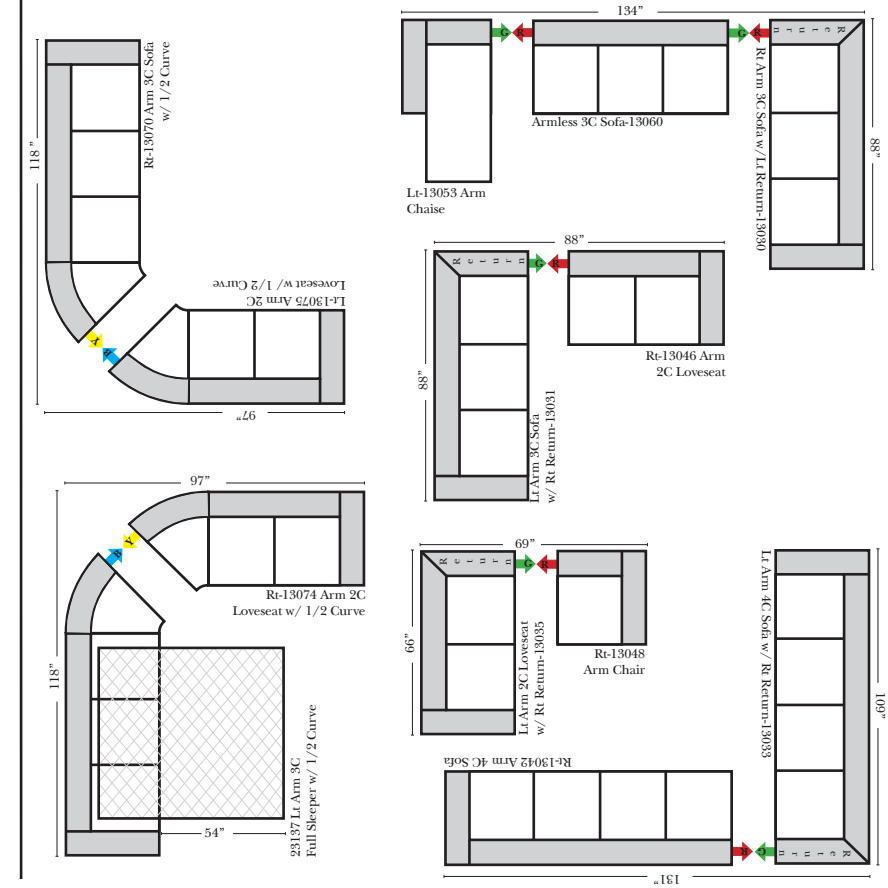 118”
Rt-13070 Arm 3C Sofa
w/ 1/2 Curve
Y
B
Lt-13075 Arm 2C
Loveseat w/ 1/2 Curve
97”
134”
G
R
G
R
Return
Armless 3C Sofa-13060
Lt-13053 Arm
Chaise
Rt Arm 3C Sofa w/Lt Return-13030
88”
88”
Return
G
R
88”
Lt Arm 3C Sofa
w/ Rt Return-13031
Rt-13046 Arm
2C Loveseat
97”
B
Y
118”
Rt-13074 Arm 2C
Loveseat w/ 1/2 Curve
54”
23137 Lt Arm 3C
Full Sleeper w/ 1/2 Curve
69”
Return
G
R
66”
Lt Arm 2C Loveseat
w/ Rt Return-13035
Rt-13048
Arm Chair
Lt Arm 4C Sofa w/ Rt Return-13033
109”
Rt-13042 Arm 4C Sofa
R
G
Return
131”